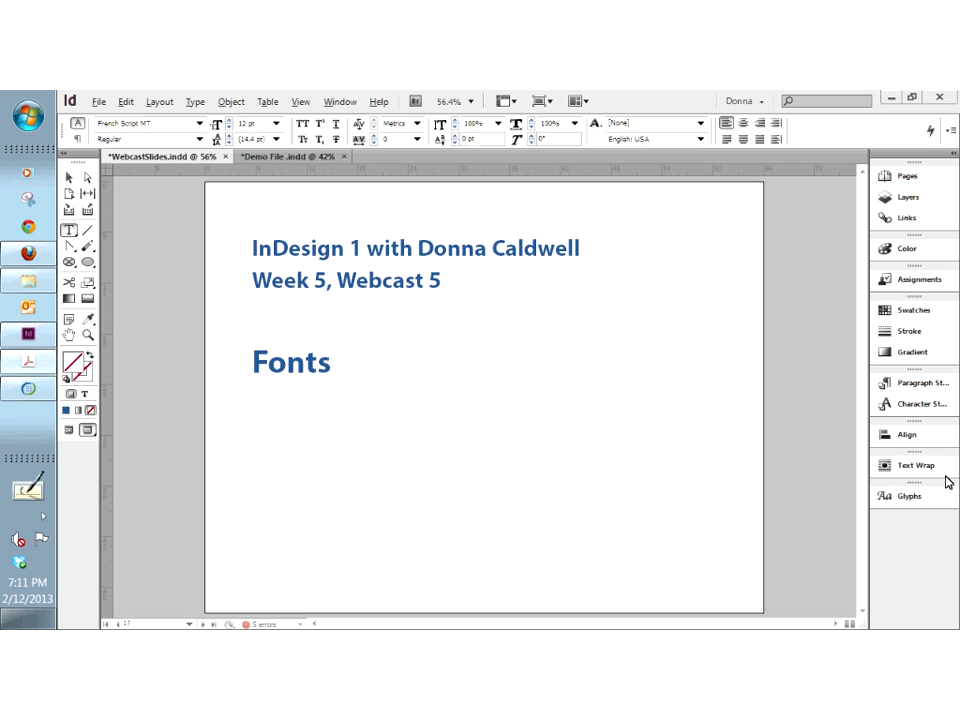 Id File Edit Layout Type Object Table View Window Help Br 56.4% Donna
A French Script MT 12 pt Metrics 100% 100% A. [None]
Regular (14.4 pt) 0 0 pt 0° English: USA
*WebcastSlides.indd @ 56% × *Demo File .indd @ 42% ×
InDesign 1 with Donna Caldwell
Week 5, Webcast 5
Fonts
Pages
Layers
Links
Color
Assignments
Swatches
Stroke
Gradient
Paragraph St...
Character St...
Align
Text Wrap
Glyphs
17 5 errors
7:11 PM
2/12/2013